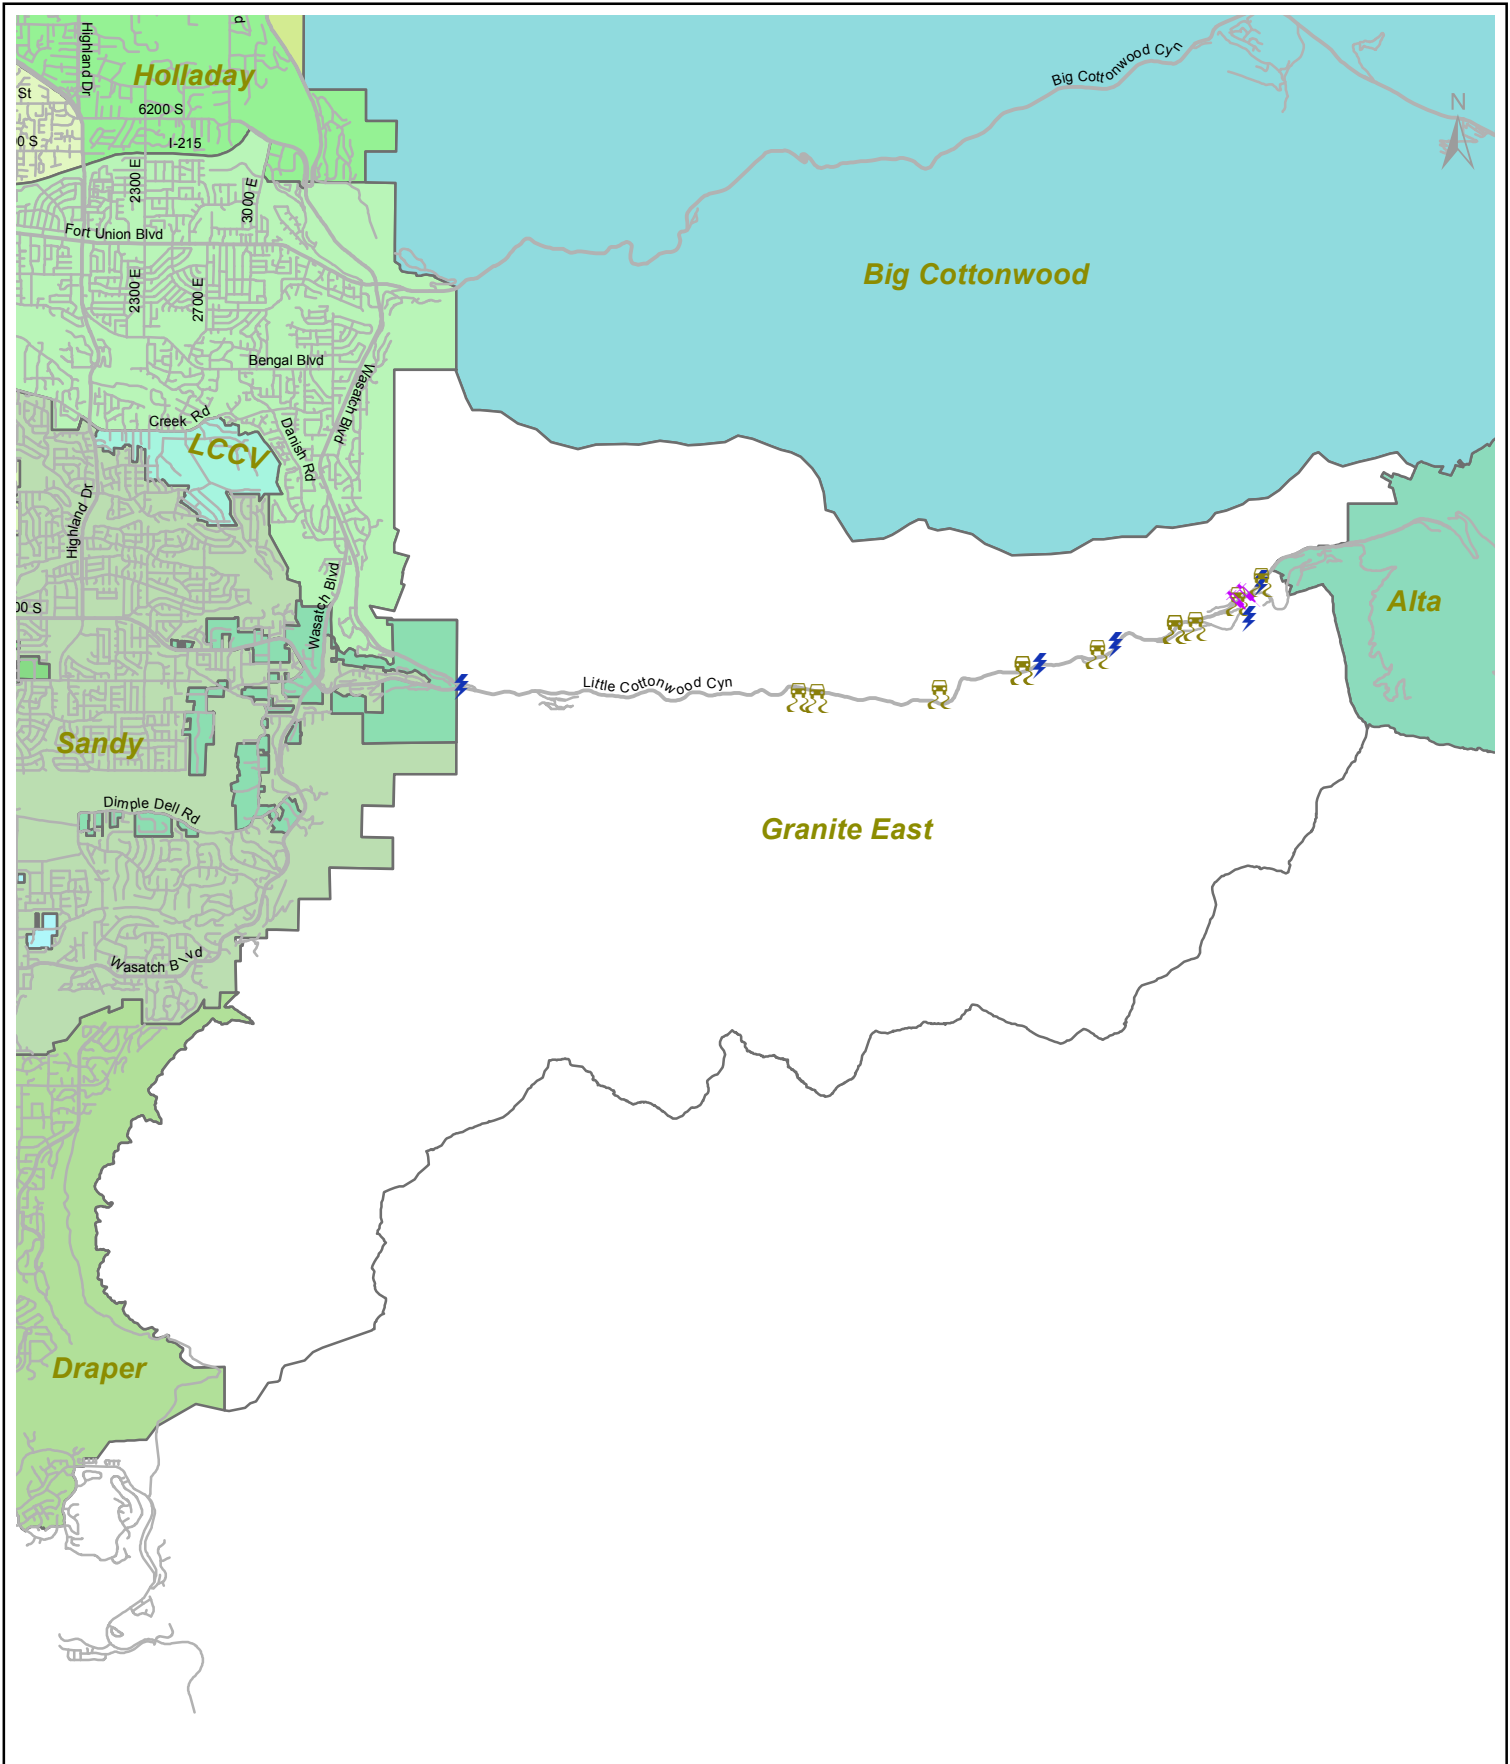 Highland Dr
d
Holladay
St
6200 S
0 S
I-215
2300 E
3000 E
Fort Union Blvd
2300 E
2700 E
Bengal Blvd
Wasatch Blvd
Creek Rd
LCCV
Danish Rd
Highland Dr
Wasatch Blvd
00 S
Big Cottonwood Cyn
N
Big Cottonwood
Alta
Little Cottonwood Cyn
Sandy
Dimple Dell Rd
Granite East
Wasatch Blvd
Draper